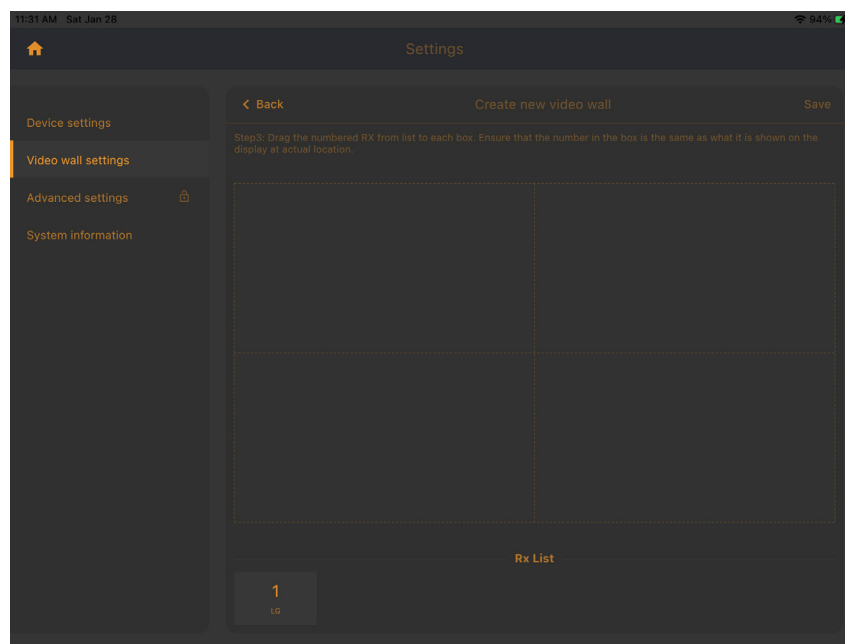 11:31 AM Sat Jan 28
94%
Settings
Device settings
Video wall settings
Advanced settings
System information
Back
Create new video wall
Save
Step3: Drag the numbered RX from list to each box. Ensure that the number in the box is the same as what it is shown on the
display at actual location.
Rx List
1
LG